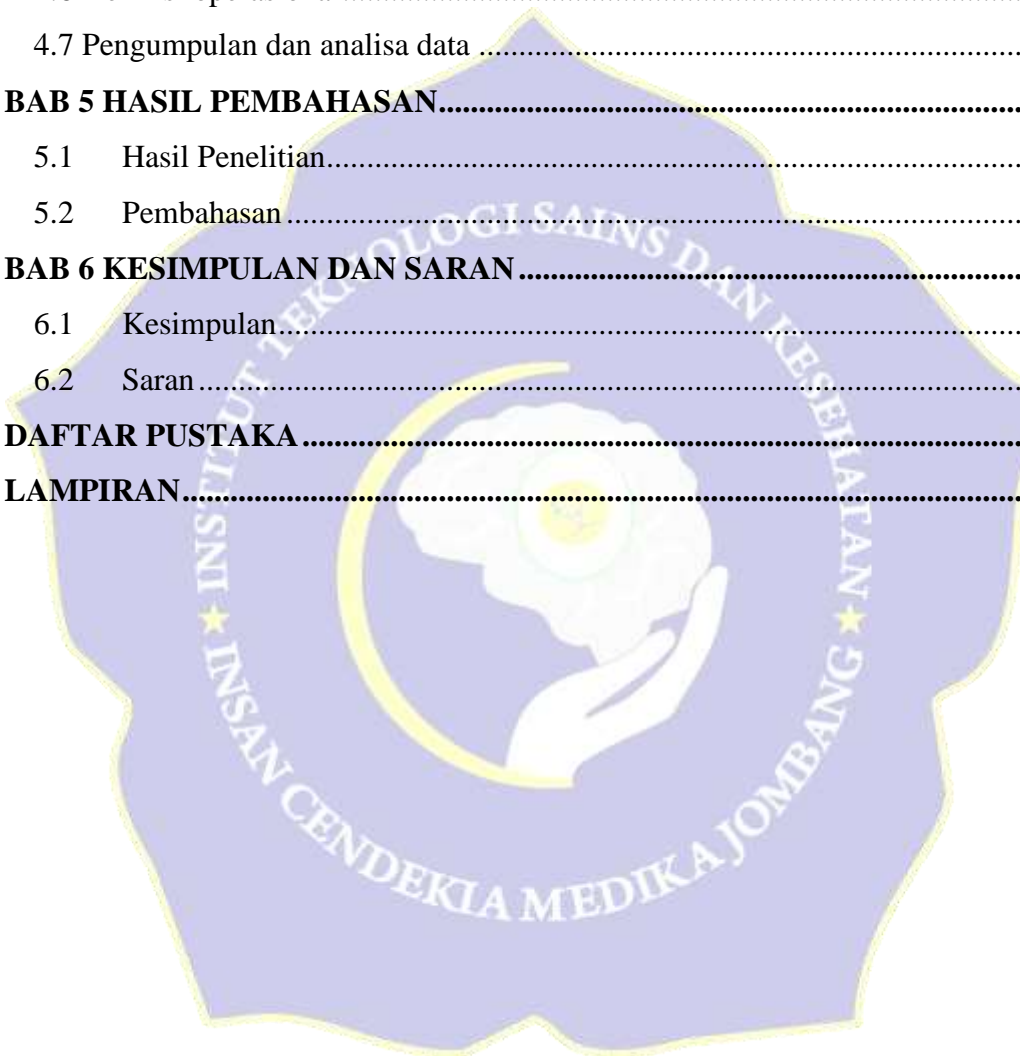 4.7 Pengumpulan dan analisa data ........................................................................
BAB 5 HASIL PEMBAHASAN........................................................................
5.1 Hasil Penelitian........................................................................
5.2 Pembahasan ........................................................................
BAB 6 KESIMPULAN DAN SARAN ........................................................................
6.1 Kesimpulan........................................................................
6.2 Saran ........................................................................
DAFTAR PUSTAKA ........................................................................
LAMPIRAN........................................................................
INSTITUT TEKNOLOGI SAINS DAN KESEHATAN
INSAN CENDEKIA MEDIKA JOMBANG